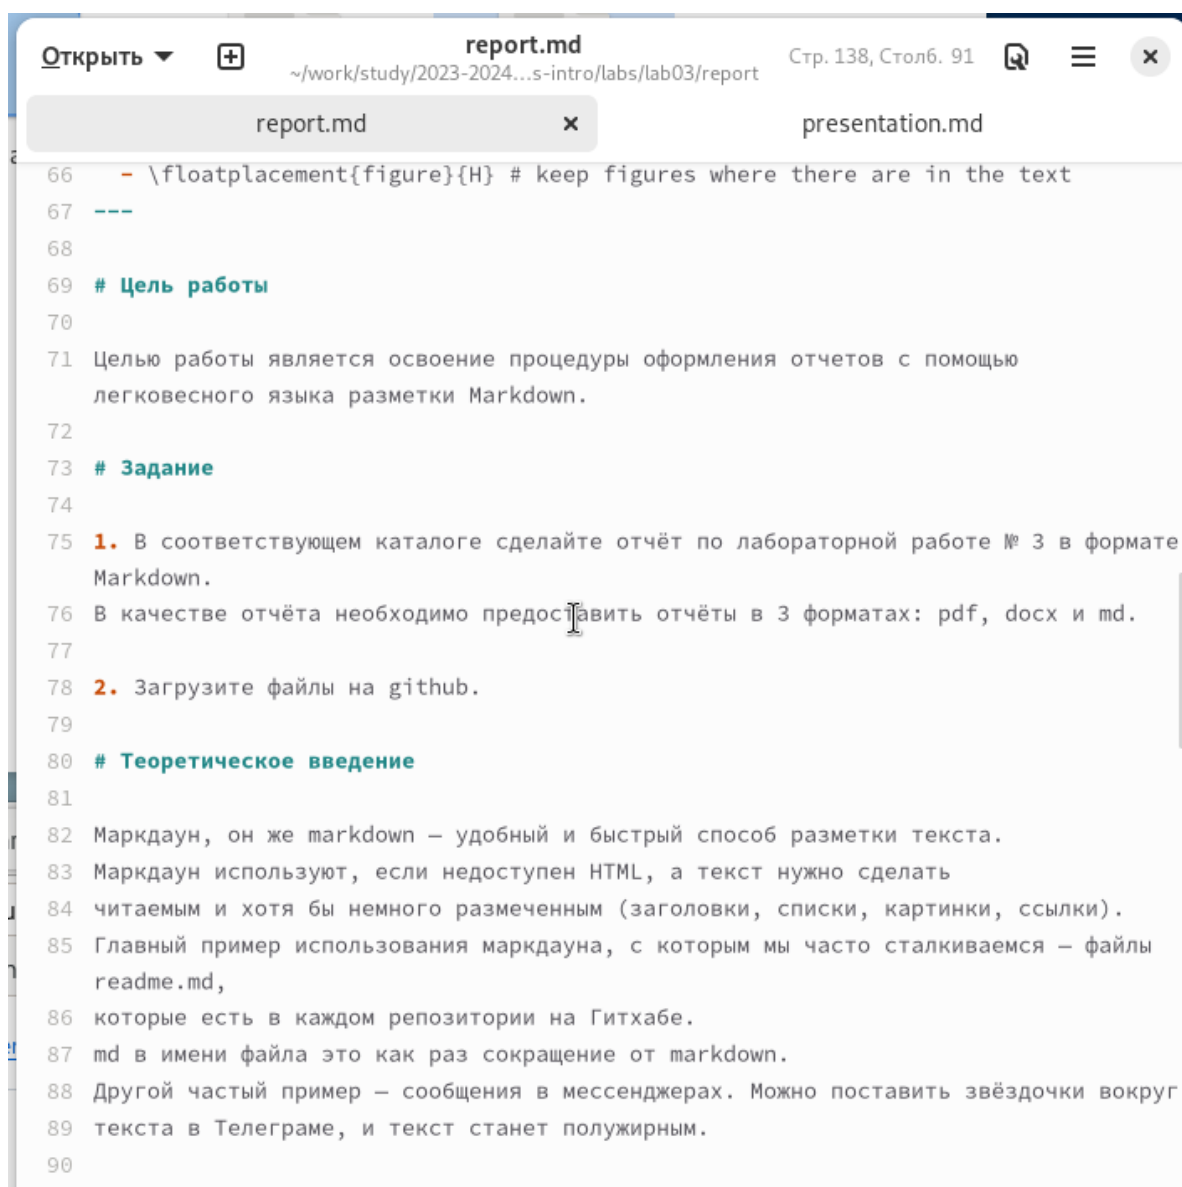 Открыть
report.md
~/work/study/2023-2024...s-intro/labs/lab03/report
Стр. 138, Столб. 91
report.md
presentation.md
66 - \floatplacement{figure}{H} # keep figures where there are in the text
67 ---
68
69 # Цель работы
70
71 Целью работы является освоение процедуры оформления отчетов с помощью
легковесного языка разметки Markdown.
72
73 # Задание
74
75 1. В соответствующем каталоге сделайте отчёт по лабораторной работе № 3 в формате
Markdown.
76 В качестве отчёта необходимо предоставить отчёты в 3 форматах: pdf, docx и md.
77
78 2. Загрузите файлы на github.
79
80 # Теоретическое введение
81
82 Маркдаун, он же markdown — удобный и быстрый способ разметки текста.
83 Маркдаун используют, если недоступен HTML, а текст нужно сделать
84 читаемым и хотя бы немного размеченным (заголовки, списки, картинки, ссылки).
85 Главный пример использования маркдауна, с которым мы часто сталкиваемся — файлы
readme.md,
86 которые есть в каждом репозитории на Гитхабе.
87 md в имени файла это как раз сокращение от markdown.
88 Другой частый пример — сообщения в мессенджерах. Можно поставить звёздочки вокруг
89 текста в Телеграме, и текст станет полужирным.
90